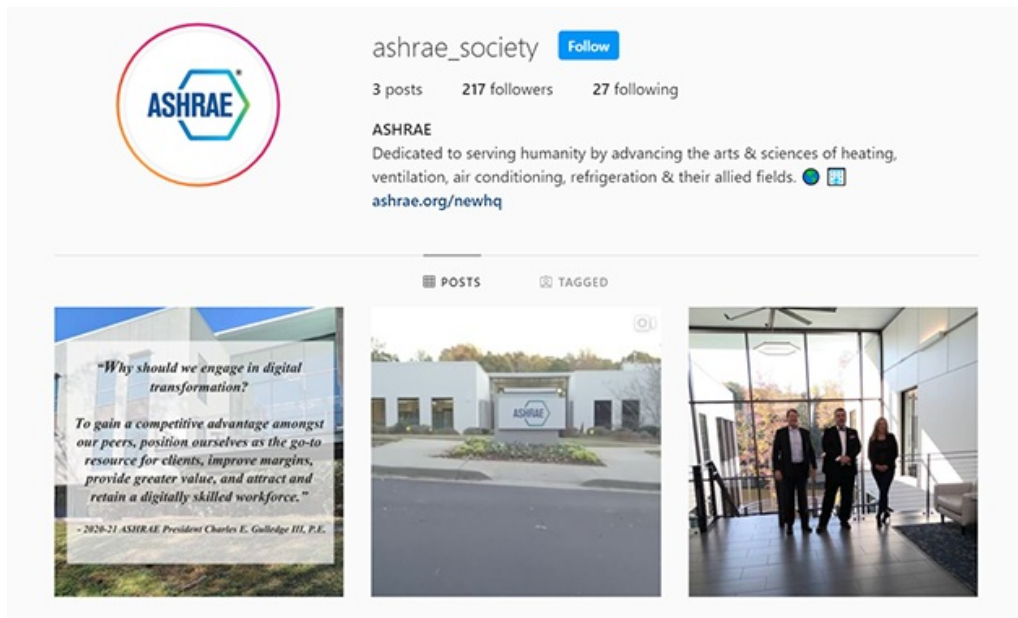 ASHRAE
ashrae_society Follow
3 posts 217 followers 27 following
ASHRAE
Dedicated to serving humanity by advancing the arts & sciences of heating,
ventilation, air conditioning, refrigeration & their allied fields. 🌎 🏢
ashrae.org/newhq
POSTS TAGGED
"Why should we engage in digital
transformation?
To gain a competitive advantage amongst
our peers, position ourselves as the go-to
resource for clients, improve margins,
provide greater value, and attract and
retain a digitally skilled workforce."
- 2020-21 ASHRAE President Charles E. Gulledge III, P.E.
ASHRAE